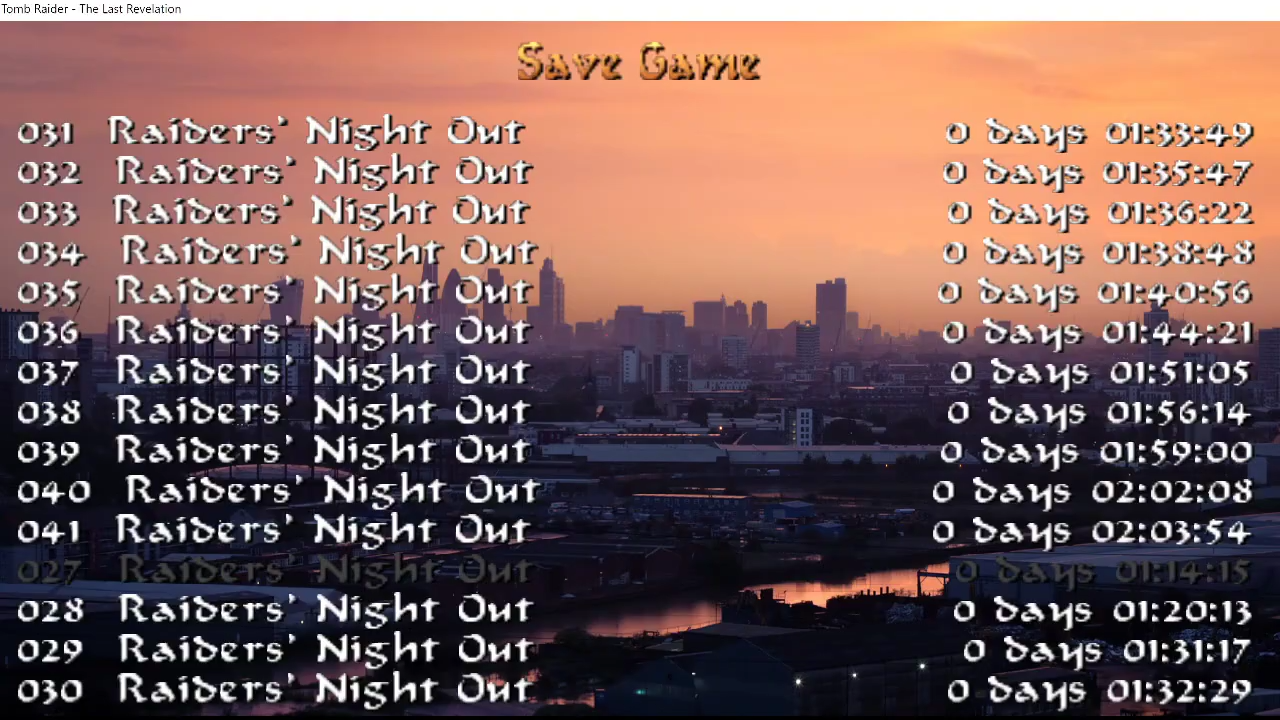 Tomb Raider - The Last Revelation
Save Game
031 Raiders' Night Out 0 days 01:33:49
032 Raiders' Night Out 0 days 01:35:47
033 Raiders' Night Out 0 days 01:36:22
034 Raiders' Night Out 0 days 01:38:48
035 Raiders' Night Out 0 days 01:40:56
036 Raiders' Night Out 0 days 01:44:21
037 Raiders' Night Out 0 days 01:51:05
038 Raiders' Night Out 0 days 01:56:14
039 Raiders' Night Out 0 days 01:59:00
040 Raiders' Night Out 0 days 02:02:08
041 Raiders' Night Out 0 days 02:03:54
027 Raiders' Night Out 0 days 01:14:15
028 Raiders' Night Out 0 days 01:20:13
029 Raiders' Night Out 0 days 01:31:17
030 Raiders' Night Out 0 days 01:32:29